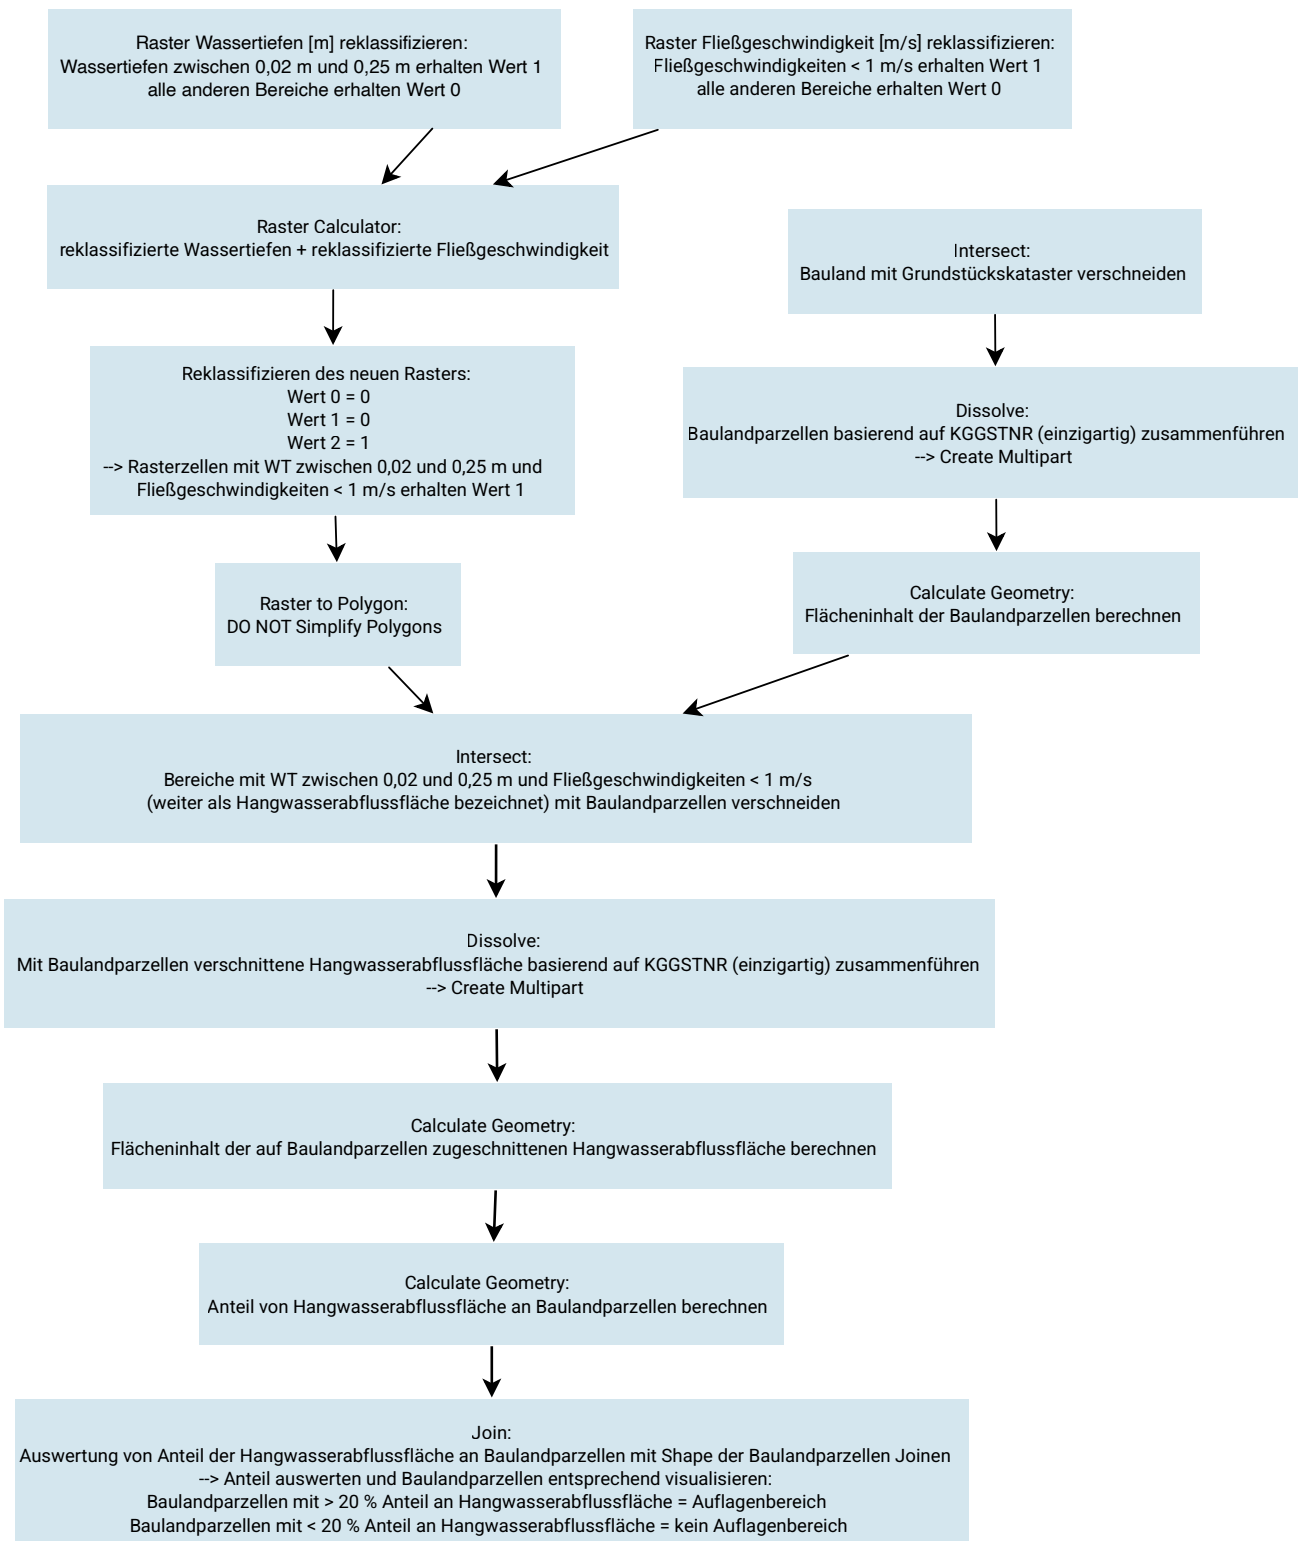 Raster Wassertiefen [m] reklassifizieren:
Wassertiefen zwischen 0,02 m und 0,25 m erhalten Wert 1
alle anderen Bereiche erhalten Wert 0
Raster Fließgeschwindigkeit [m/s] reklassifizieren:
Fließgeschwindigkeiten < 1 m/s erhalten Wert 1
alle anderen Bereiche erhalten Wert 0
Raster Calculator:
reklassifizierte Wassertiefen + reklassifizierte Fließgeschwindigkeit
Intersect:
Bauland mit Grundstückskataster verschneiden
Reklassifizieren des neuen Rasters:
Wert 0 = 0
Wert 1 = 0
Wert 2 = 1
--> Rasterzellen mit WT zwischen 0,02 und 0,25 m und
Fließgeschwindigkeiten < 1 m/s erhalten Wert 1
Dissolve:
Baulandparzellen basierend auf KGGSTNR (einzigartig) zusammenführen
--> Create Multipart
Raster to Polygon:
DO NOT Simplify Polygons
Calculate Geometry:
Flächeninhalt der Baulandparzellen berechnen
Intersect:
Bereiche mit WT zwischen 0,02 und 0,25 m und Fließgeschwindigkeiten < 1 m/s
(weiter als Hangwasserabflussfläche bezeichnet) mit Baulandparzellen verschneiden
Dissolve:
Mit Baulandparzellen verschnittene Hangwasserabflussfläche basierend auf KGGSTNR (einzigartig) zusammenführen
--> Create Multipart
Calculate Geometry:
Flächeninhalt der auf Baulandparzellen zugeschnittenen Hangwasserabflussfläche berechnen
Calculate Geometry:
Anteil von Hangwasserabflussfläche an Baulandparzellen berechnen
Join:
Auswertung von Anteil der Hangwasserabflussfläche an Baulandparzellen mit Shape der Baulandparzellen Joinen
--> Anteil auswerten und Baulandparzellen entsprechend visualisieren:
Baulandparzellen mit > 20 % Anteil an Hangwasserabflussfläche = Auflagenbereich
Baulandparzellen mit < 20 % Anteil an Hangwasserabflussfläche = kein Auflagenbereich